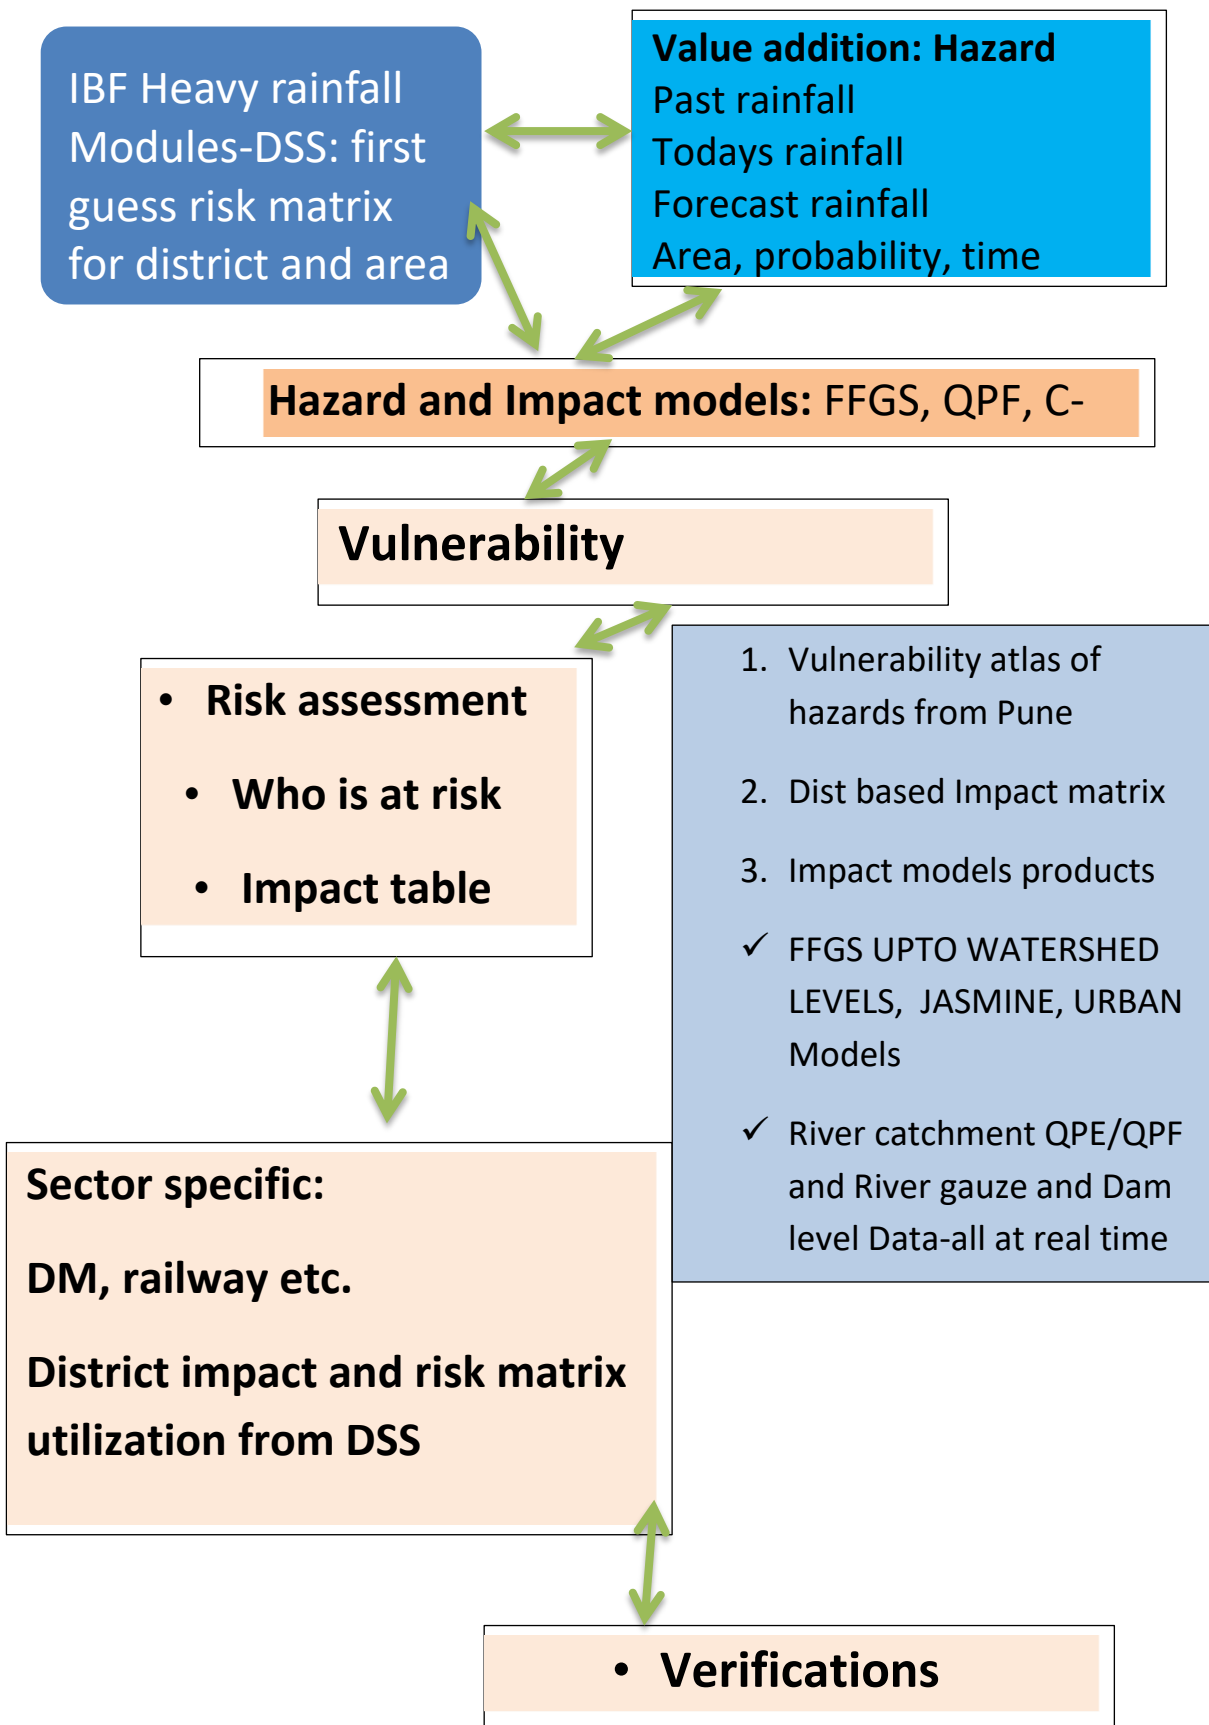 IBF Heavy rainfall
Modules-DSS: first
guess risk matrix
for district and area
Value addition: Hazard
Past rainfall
Todays rainfall
Forecast rainfall
Area, probability, time
Hazard and Impact models: FFGS, QPF, C-
Vulnerability
• Risk assessment
• Who is at risk
• Impact table
1. Vulnerability atlas of
hazards from Pune
2. Dist based Impact matrix
3. Impact models products
✓ FFGS UPTO WATERSHED
LEVELS, JASMINE, URBAN
Models
✓ River catchment QPE/QPF
and River gauze and Dam
level Data-all at real time
Sector specific:
DM, railway etc.
District impact and risk matrix
utilization from DSS
• Verifications